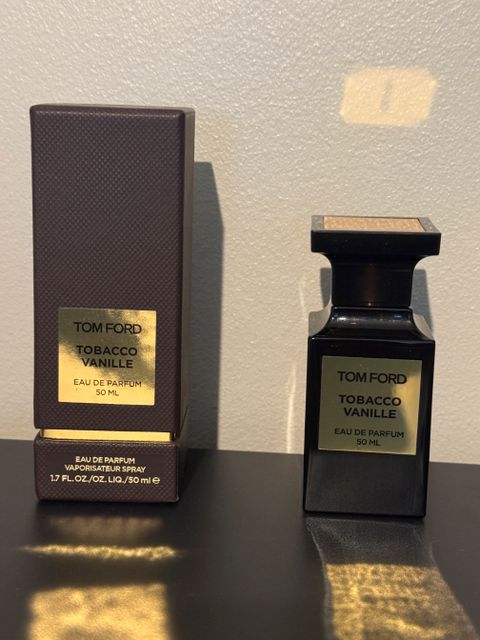 TOM FORD
TOBACCO
VANILLE
EAU DE PARFUM
50 ML
EAU DE PARFUM
VAPORISATEUR SPRAY
1.7 FL.OZ./OZ. LIQ./50 ml ℮
TOM FORD
TOBACCO
VANILLE
EAU DE PARFUM
50 ML